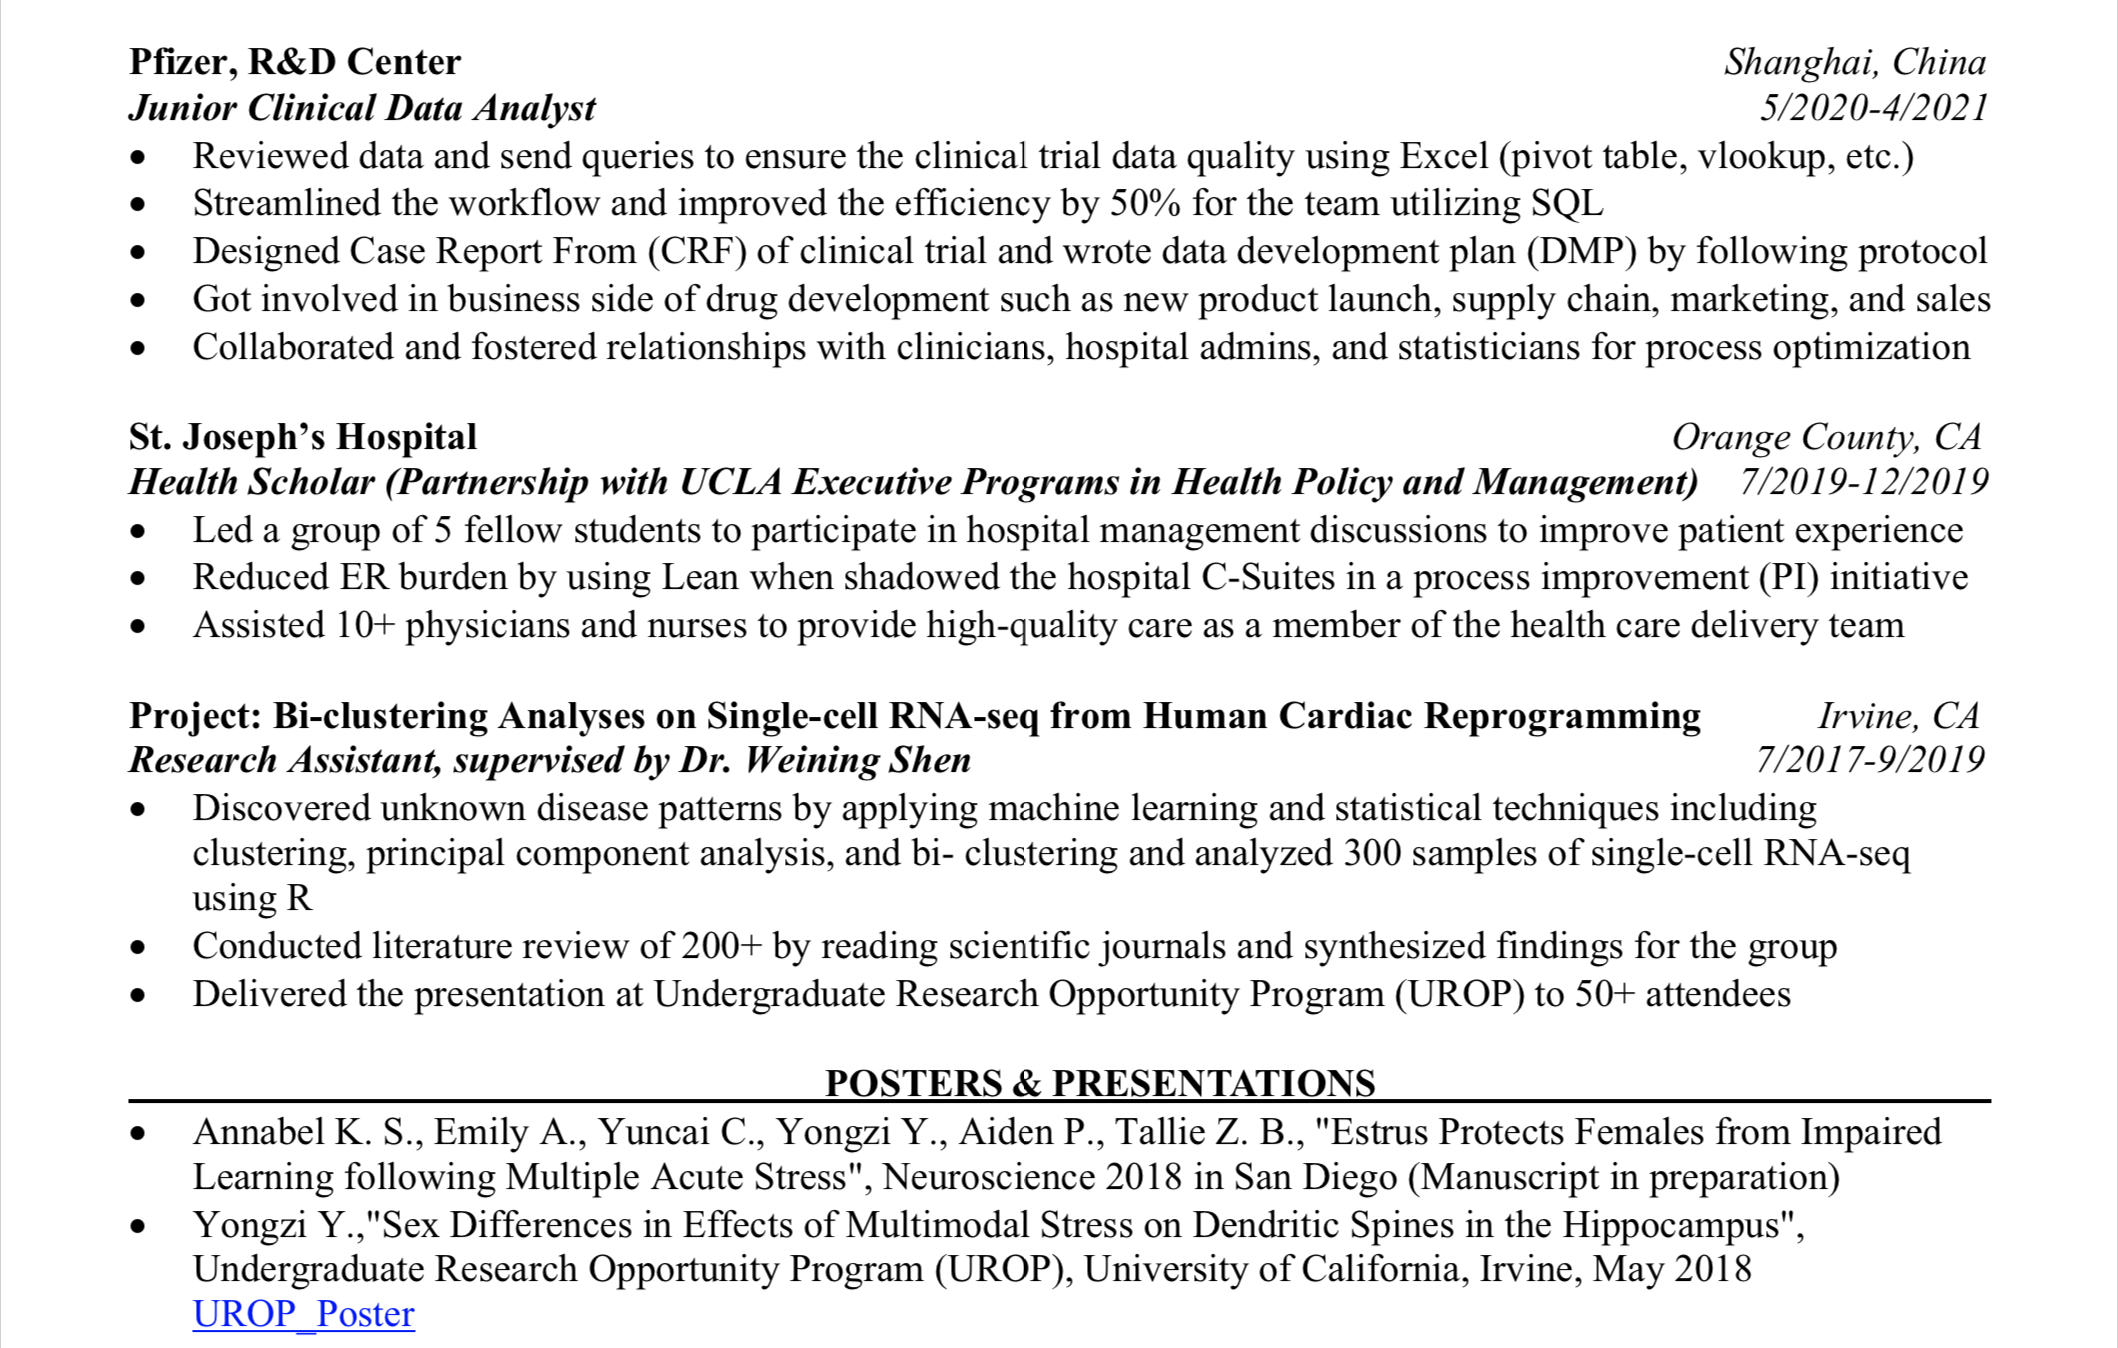 Pfizer, R&D Center Shanghai, China
Junior Clinical Data Analyst 5/2020-4/2021
• Reviewed data and send queries to ensure the clinical trial data quality using Excel (pivot table, vlookup, etc.)
• Streamlined the workflow and improved the efficiency by 50% for the team utilizing SQL
• Designed Case Report From (CRF) of clinical trial and wrote data development plan (DMP) by following protocol
• Got involved in business side of drug development such as new product launch, supply chain, marketing, and sales
• Collaborated and fostered relationships with clinicians, hospital admins, and statisticians for process optimization
St. Joseph’s Hospital Orange County, CA
Health Scholar (Partnership with UCLA Executive Programs in Health Policy and Management) 7/2019-12/2019
• Led a group of 5 fellow students to participate in hospital management discussions to improve patient experience
• Reduced ER burden by using Lean when shadowed the hospital C-Suites in a process improvement (PI) initiative
• Assisted 10+ physicians and nurses to provide high-quality care as a member of the health care delivery team
Project: Bi-clustering Analyses on Single-cell RNA-seq from Human Cardiac Reprogramming Irvine, CA
Research Assistant, supervised by Dr. Weining Shen 7/2017-9/2019
• Discovered unknown disease patterns by applying machine learning and statistical techniques including
clustering, principal component analysis, and bi- clustering and analyzed 300 samples of single-cell RNA-seq
using R
• Conducted literature review of 200+ by reading scientific journals and synthesized findings for the group
• Delivered the presentation at Undergraduate Research Opportunity Program (UROP) to 50+ attendees
POSTERS & PRESENTATIONS
• Annabel K. S., Emily A., Yuncai C., Yongzi Y., Aiden P., Tallie Z. B., "Estrus Protects Females from Impaired
Learning following Multiple Acute Stress", Neuroscience 2018 in San Diego (Manuscript in preparation)
• Yongzi Y.,"Sex Differences in Effects of Multimodal Stress on Dendritic Spines in the Hippocampus",
Undergraduate Research Opportunity Program (UROP), University of California, Irvine, May 2018
UROP_Poster